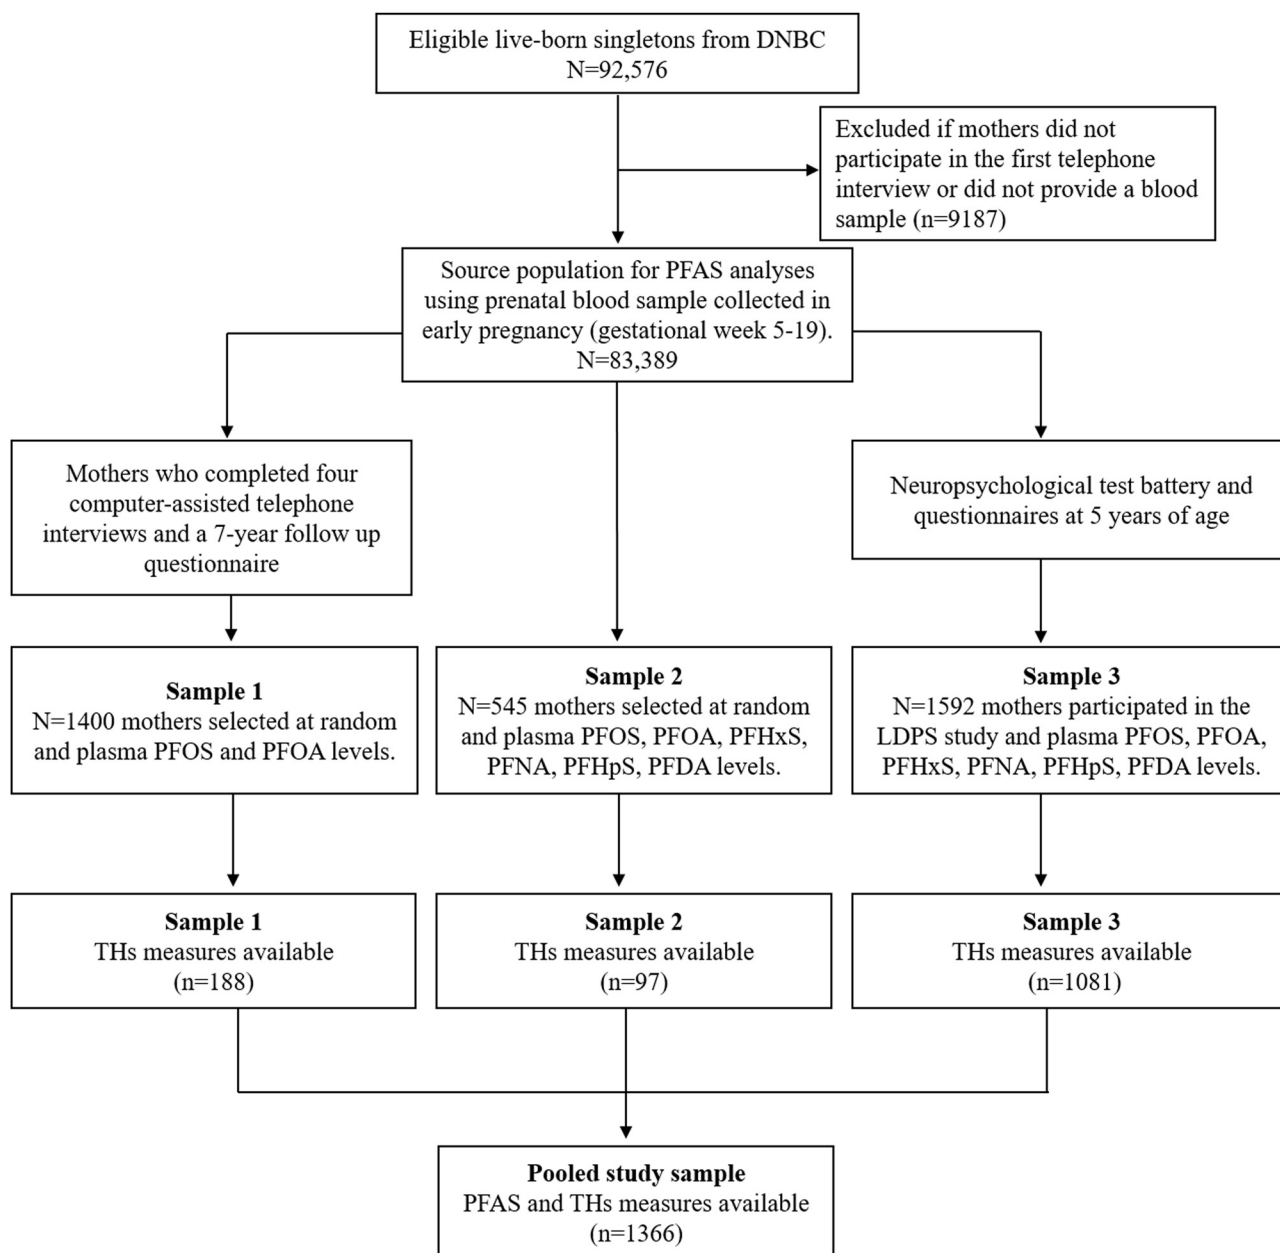 Eligible live-born singletons from DNBC
N=92,576
Excluded if mothers did not
participate in the first telephone
interview or did not provide a blood
sample (n=9187)
Source population for PFAS analyses
using prenatal blood sample collected in
early pregnancy (gestational week 5-19).
N=83,389
Mothers who completed four
computer-assisted telephone
interviews and a 7-year follow up
questionnaire
Neuropsychological test battery and
questionnaires at 5 years of age
Sample 1
N=1400 mothers selected at random
and plasma PFOS and PFOA levels.
Sample 2
N=545 mothers selected at random
and plasma PFOS, PFOA, PFHxS,
PFNA, PFHpS, PFDA levels.
Sample 3
N=1592 mothers participated in the
LDPS study and plasma PFOS, PFOA,
PFHxS, PFNA, PFHpS, PFDA levels.
Sample 1
THs measures available
(n=188)
Sample 2
THs measures available
(n=97)
Sample 3
THs measures available
(n=1081)
Pooled study sample
PFAS and THs measures available
(n=1366)